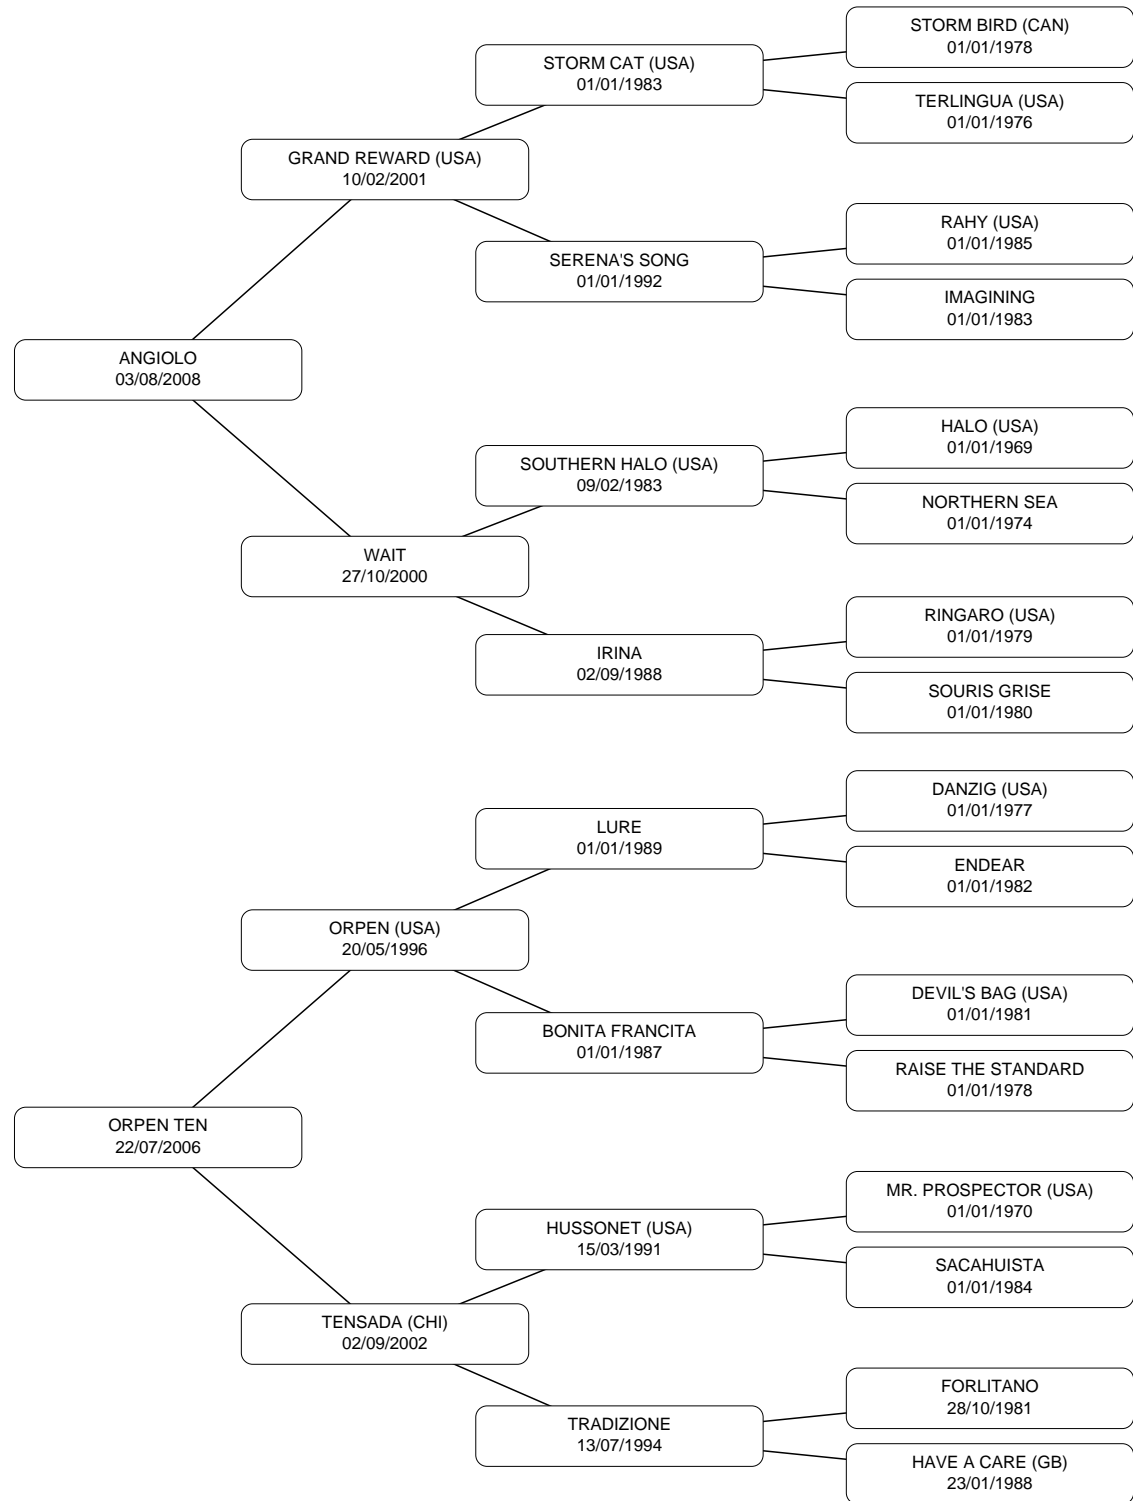 STORM BIRD (CAN)
01/01/1978
STORM CAT (USA)
01/01/1983
TERLINGUA (USA)
01/01/1976
GRAND REWARD (USA)
10/02/2001
RAHY (USA)
01/01/1985
SERENA'S SONG
01/01/1992
IMAGINING
01/01/1983
ANGIOLO
03/08/2008
HALO (USA)
01/01/1969
SOUTHERN HALO (USA)
09/02/1983
NORTHERN SEA
01/01/1974
WAIT
27/10/2000
RINGARO (USA)
01/01/1979
IRINA
02/09/1988
SOURIS GRISE
01/01/1980
DANZIG (USA)
01/01/1977
LURE
01/01/1989
ENDEAR
01/01/1982
ORPEN (USA)
20/05/1996
DEVIL'S BAG (USA)
01/01/1981
BONITA FRANCITA
01/01/1987
RAISE THE STANDARD
01/01/1978
ORPEN TEN
22/07/2006
MR. PROSPECTOR (USA)
01/01/1970
HUSSONET (USA)
15/03/1991
SACAHUISTA
01/01/1984
TENSADA (CHI)
02/09/2002
FORLITANO
28/10/1981
TRADIZIONE
13/07/1994
HAVE A CARE (GB)
23/01/1988